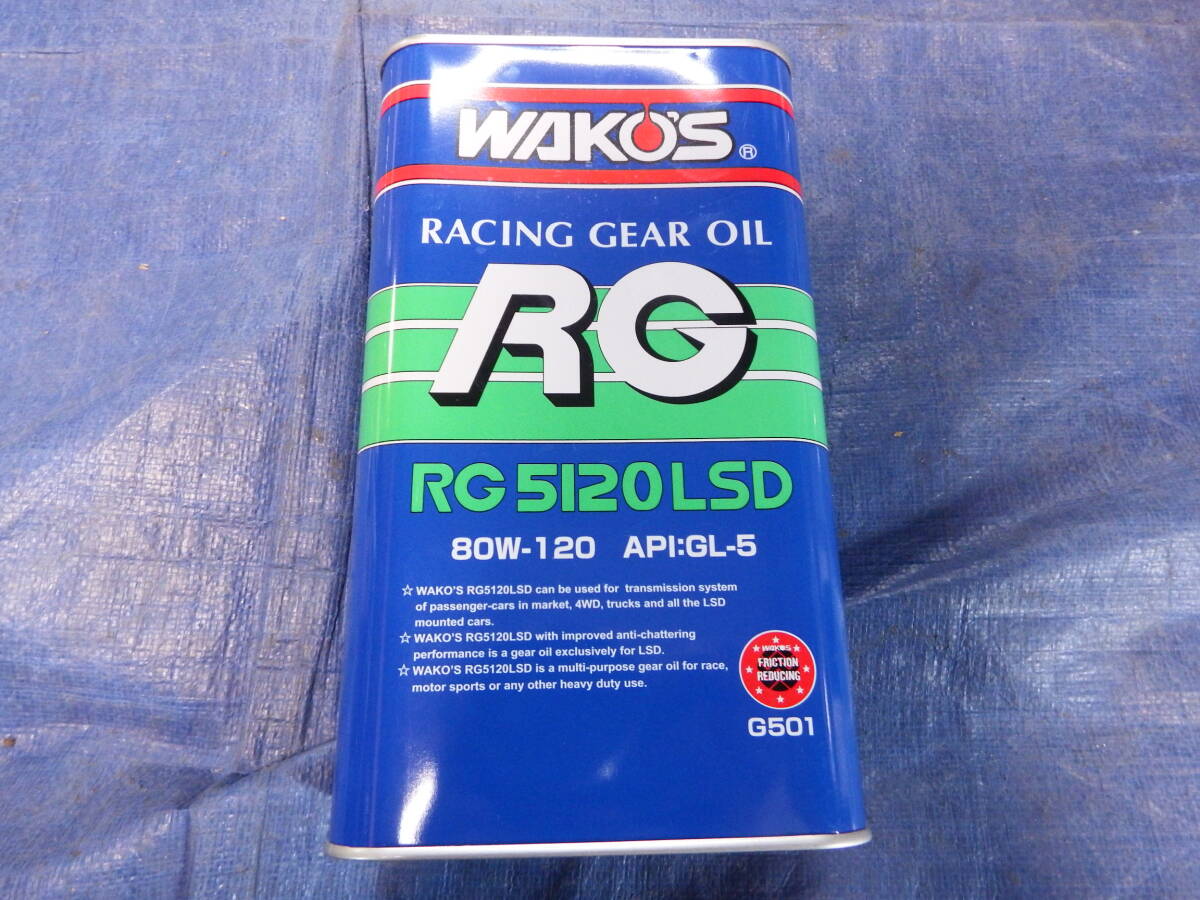 WAKO'S ®
RACING GEAR OIL
RG
RG5120LSD
80W-120 API:GL-5
☆ WAKO'S RG5120LSD can be used for transmission system
of passenger-cars in market, 4WD, trucks and all the LSD
mounted cars.
☆ WAKO'S RG5120LSD with improved anti-chattering
performance is a gear oil exclusively for LSD.
☆ WAKO'S RG5120LSD is a multi-purpose gear oil for race,
motor sports or any other heavy duty use.
WAKO'S
FRICTION
REDUCING
G501